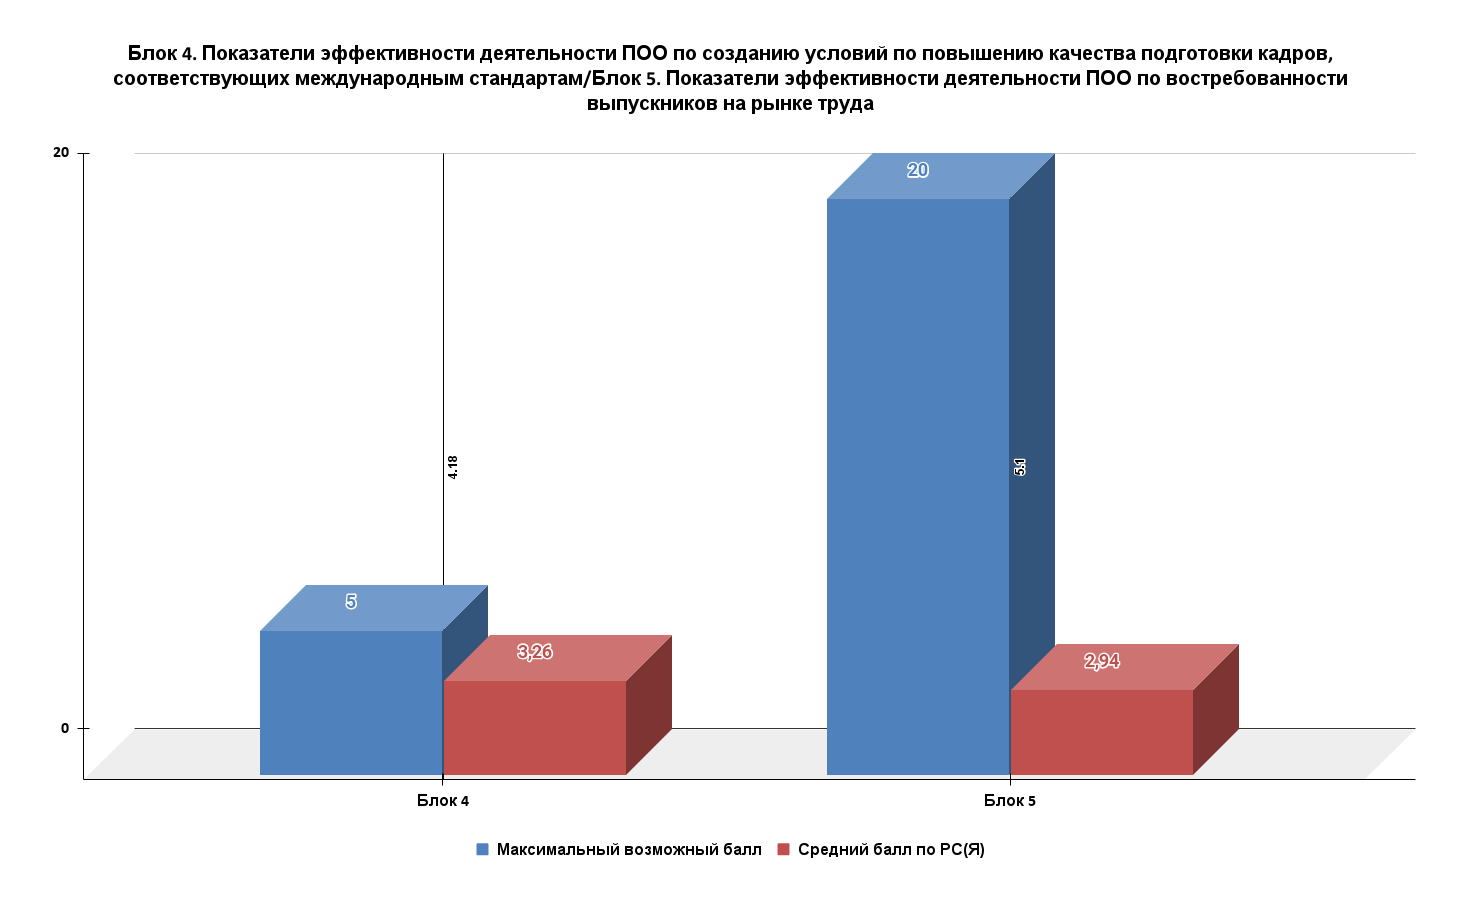 Блок 4. Показатели эффективности деятельности ПОО по созданию условий по повышению качества подготовки кадров,
соответствующих международным стандартам/Блок 5. Показатели эффективности деятельности ПОО по востребованности
выпускников на рынке труда
20
20
4.18
5.1
5
3,26
2,94
0
Блок 4
Блок 5
Максимальный возможный балл
Средний балл по РС(Я)